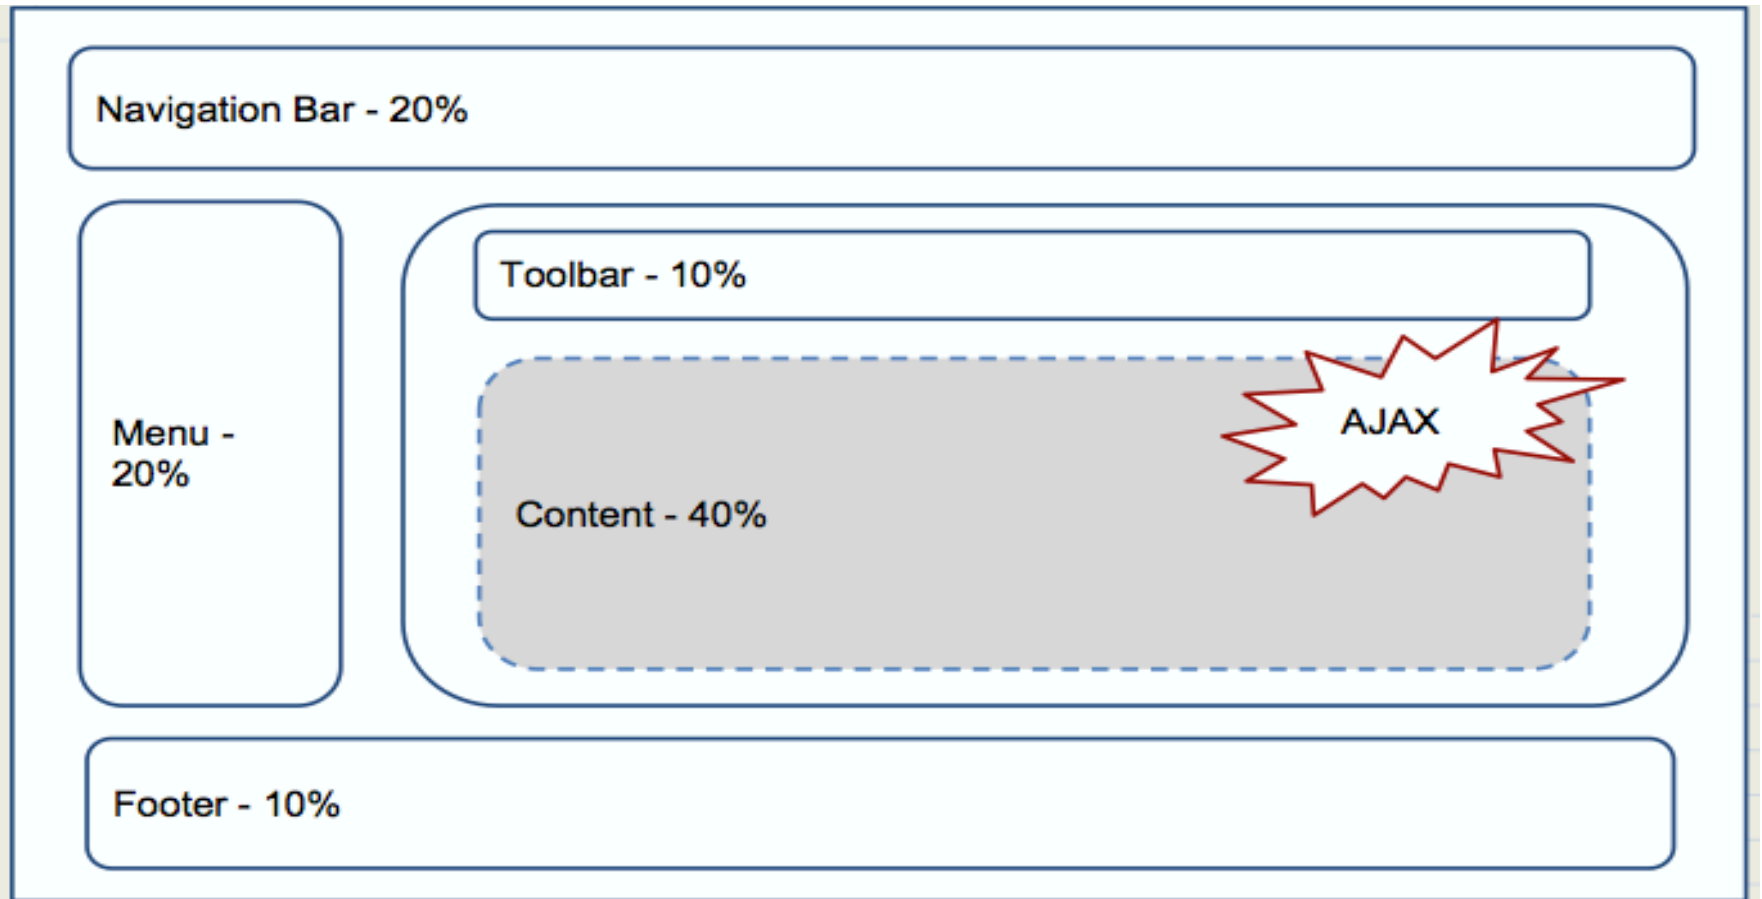 Navigation Bar - 20%
Toolbar - 10%
AJAX
Menu -
20%
Content - 40%
Footer - 10%